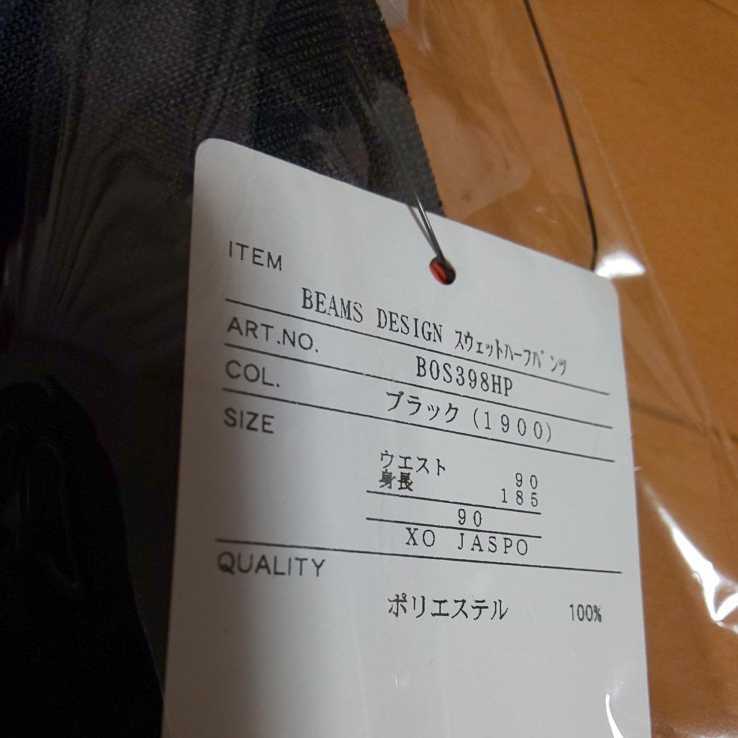 ITEM
BEAMS DESIGN ｽｳｪｯﾄﾊｰﾌﾊﾟﾝﾂ
ART.NO.
BOS398HP
COL.
ブラック (1900)
SIZE
ウエスト 90
身長 185
90
XO JASPO
QUALITY
ポリエステル 100%